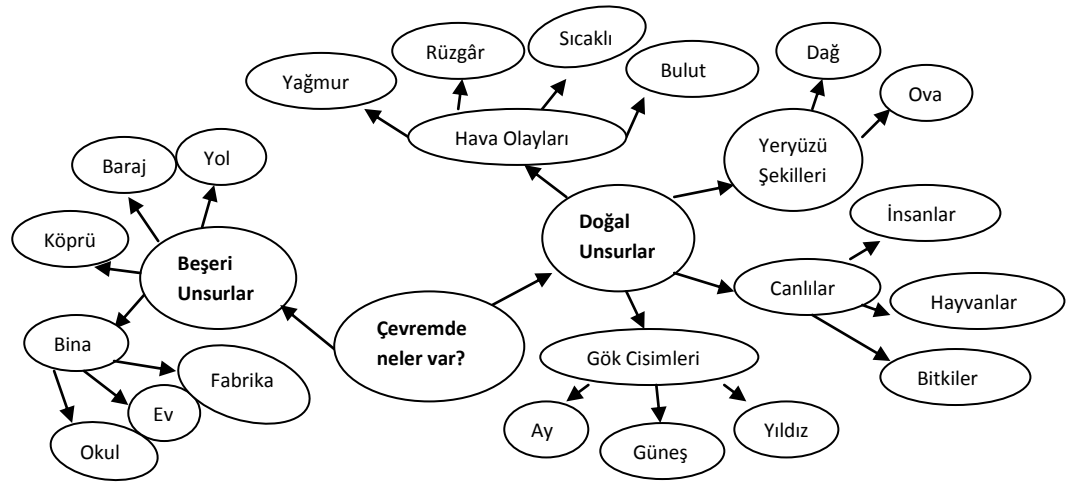 Sıcaklı
Rüzgâr
Dağ
Bulut
Yağmur
Ova
Hava Olayları
Yeryüzü
Şekilleri
Yol
Baraj
İnsanlar
Doğal
Unsurlar
Köprü
Beşeri
Unsurlar
Canlılar
Hayvanlar
Çevremde
neler var?
Bina
Gök Cisimleri
Bitkiler
Fabrika
Ev
Ay
Yıldız
Okul
Güneş